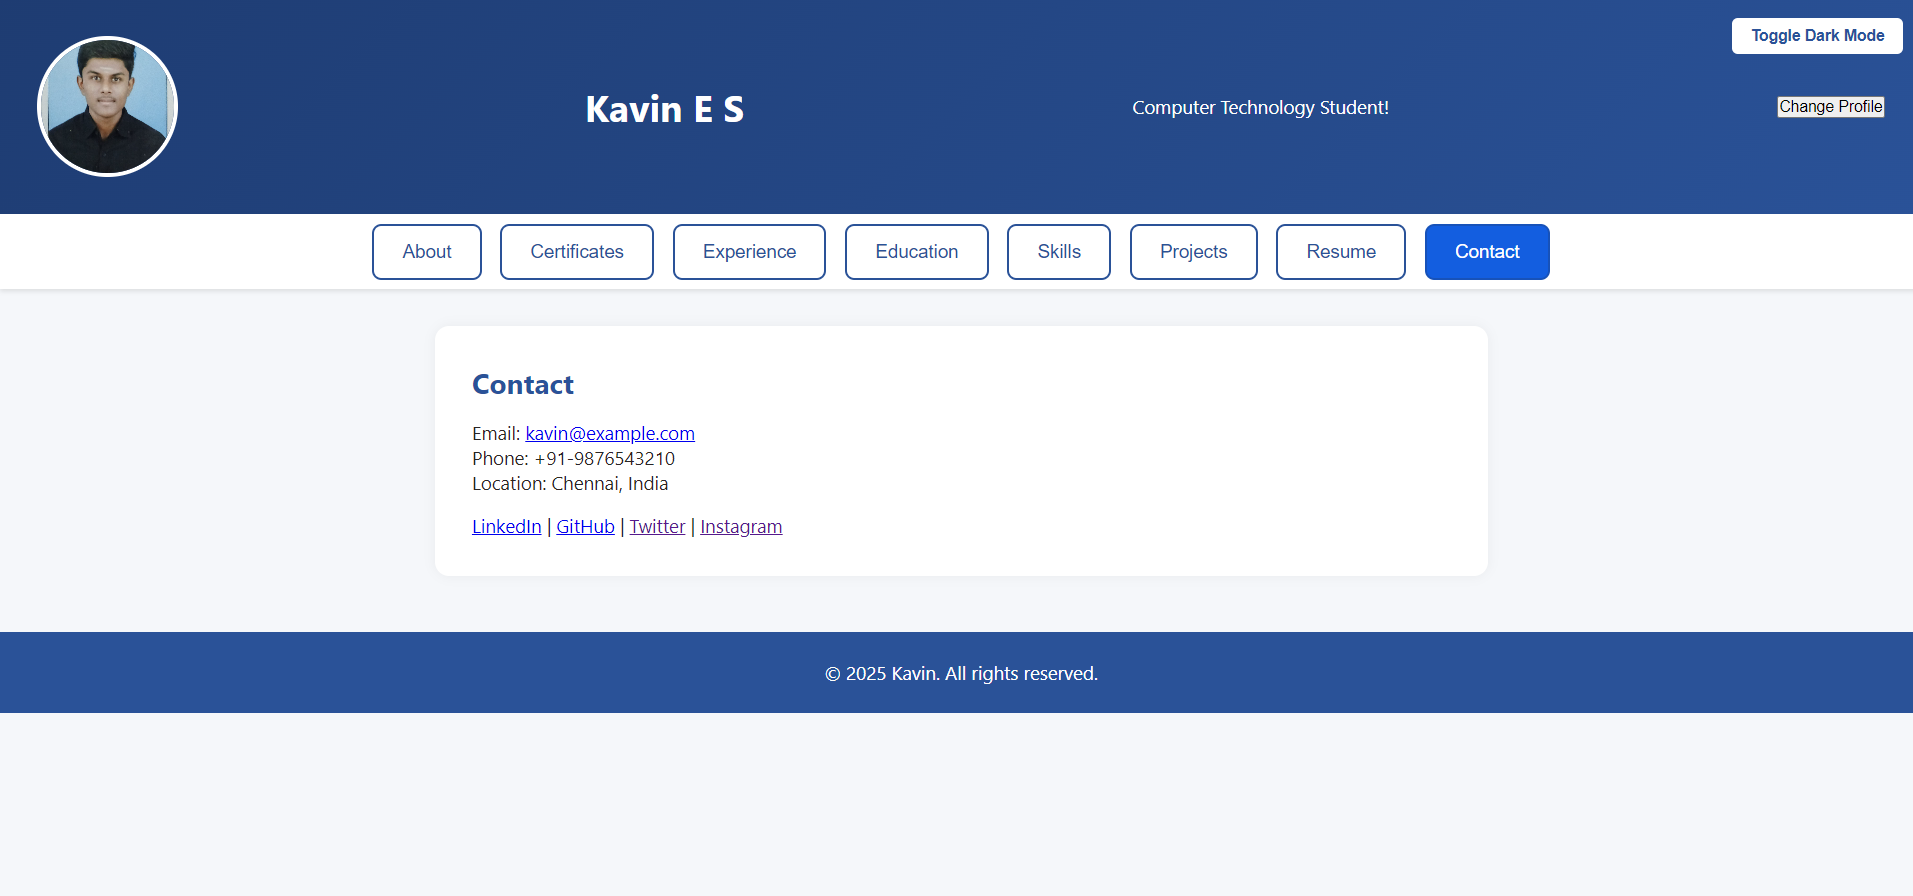 Toggle Dark Mode
Kavin E S
Computer Technology Student!
Change Profile
About
Certificates
Experience
Education
Skills
Projects
Resume
Contact
Contact
Email: kavin@example.com
Phone: +91-9876543210
Location: Chennai, India
LinkedIn | GitHub | Twitter | Instagram
© 2025 Kavin. All rights reserved.